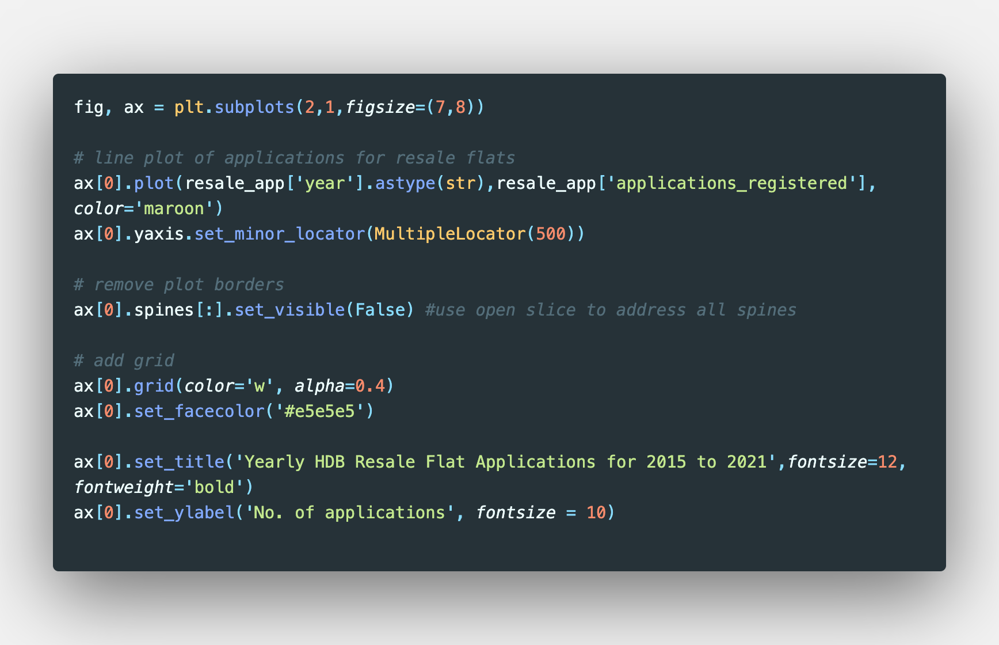 fig, ax = plt.subplots(2,1,figsize=(7,8))
# line plot of applications for resale flats
ax[0].plot(resale_app['year'].astype(str),resale_app['applications_registered'],
color='maroon')
ax[0].yaxis.set_minor_locator(MultipleLocator(500))
# remove plot borders
ax[0].spines[:].set_visible(False) #use open slice to address all spines
# add grid
ax[0].grid(color='w', alpha=0.4)
ax[0].set_facecolor('#e5e5e5')
ax[0].set_title('Yearly HDB Resale Flat Applications for 2015 to 2021',fontsize=12,
fontweight='bold')
ax[0].set_ylabel('No. of applications', fontsize = 10)